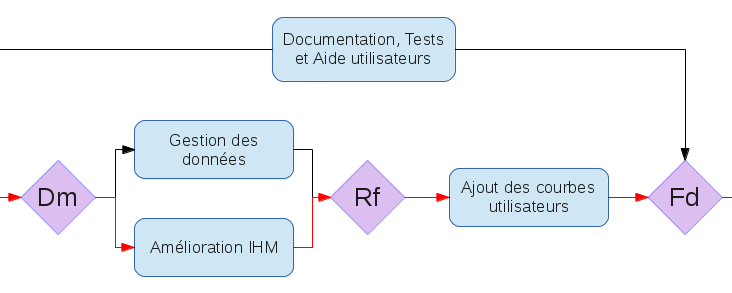 Documentation, Tests
et Aide utilisateurs
Gestion des
données
Dm
Rf
Ajout des courbes
utilisateurs
Fd
Amélioration IHM